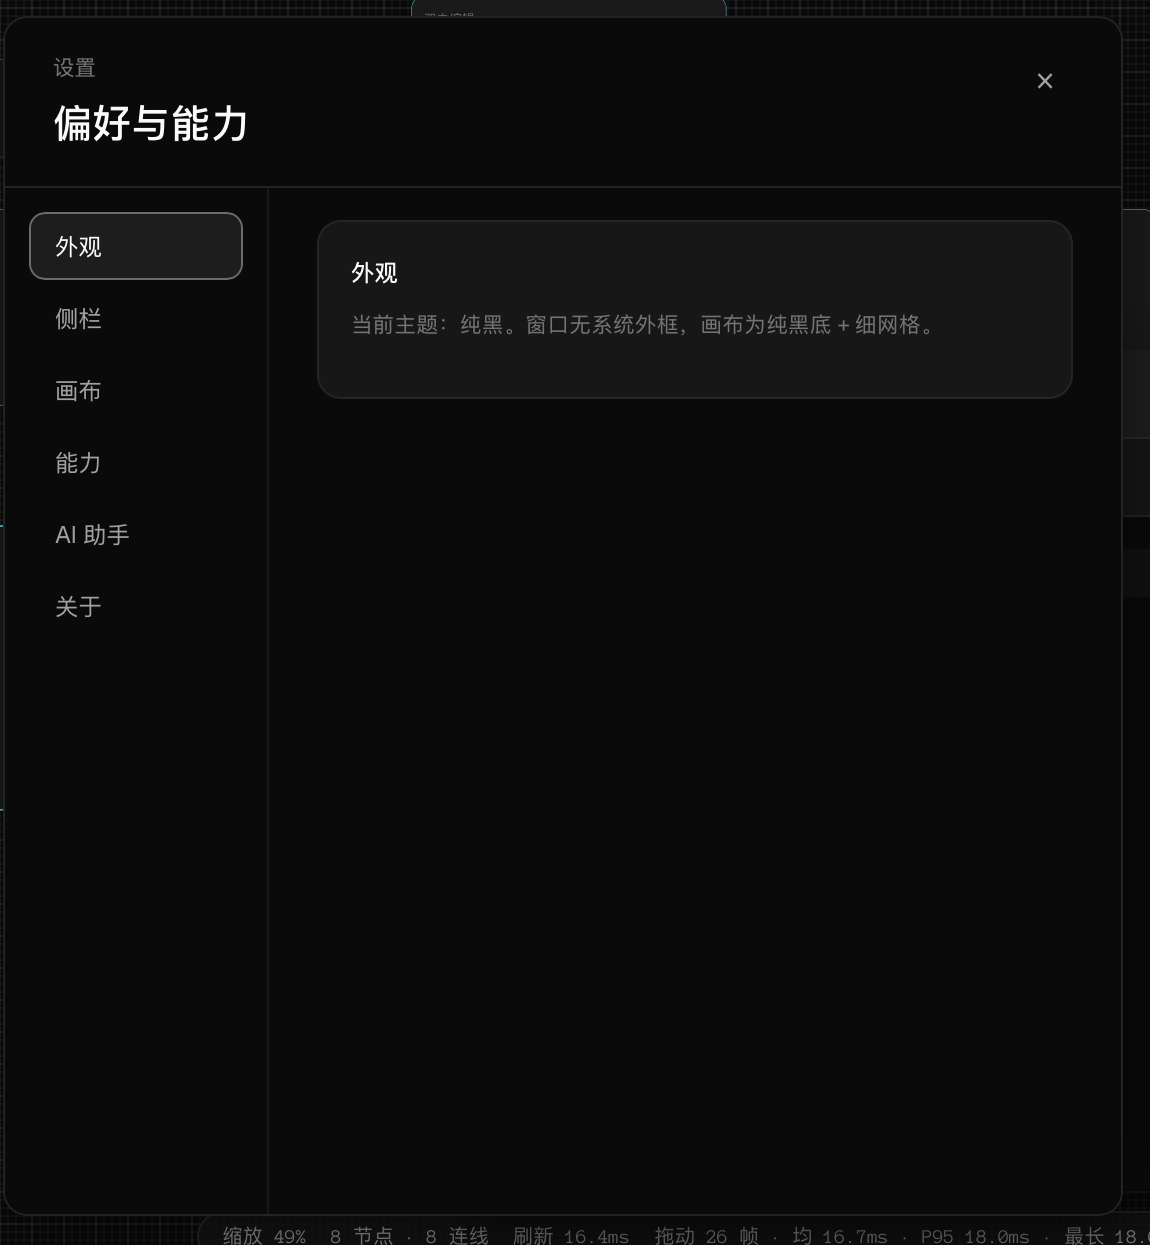 设置
偏好与能力
×
外观
侧栏
画布
能力
AI 助手
关于
外观
当前主题：纯黑。窗口无系统外框，画布为纯黑底 + 细网格。
缩放 49% 8 节点 · 8 连线 刷新 16.4ms 拖动 26 帧 · 均 16.7ms · P95 18.0ms · 最长 18.